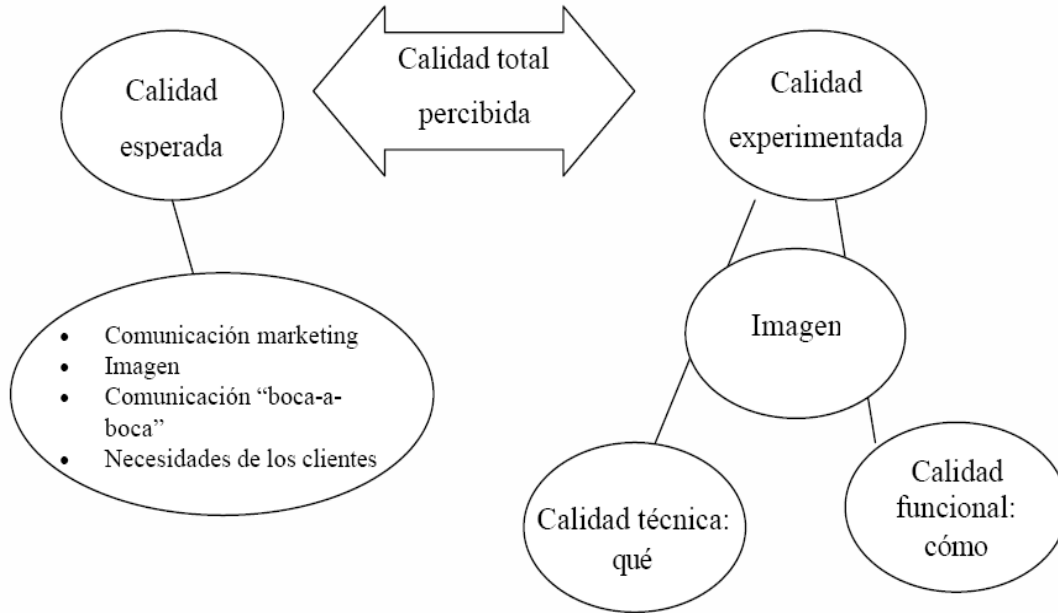 Calidad
esperada
Calidad total
percibida
Calidad
experimentada
• Comunicación marketing
• Imagen
• Comunicación “boca-a-
boca”
• Necesidades de los clientes
Imagen
Calidad técnica:
qué
Calidad
funcional:
cómo